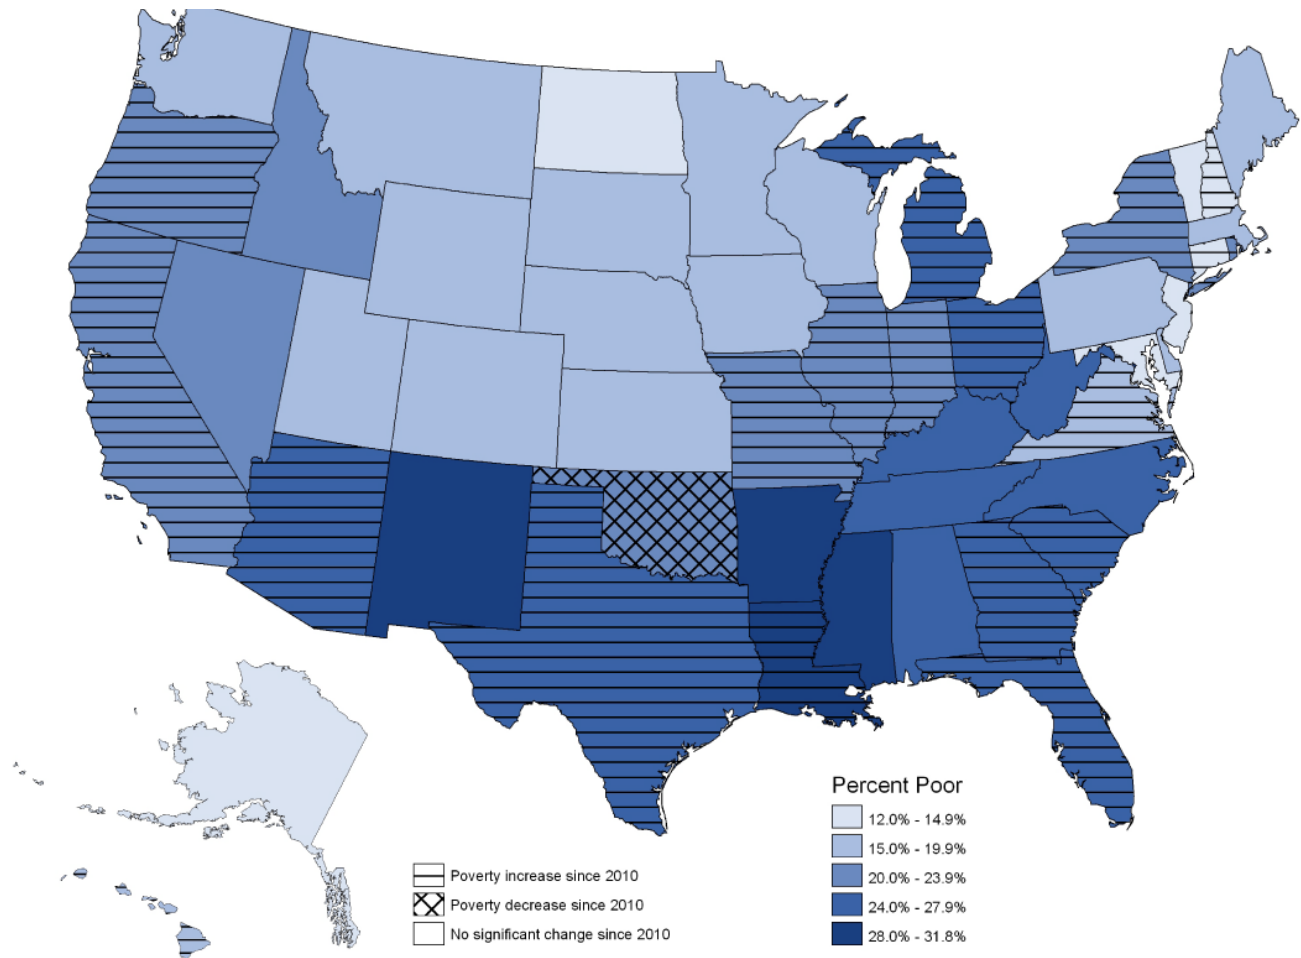 Percent Poor
12.0% - 14.9%
15.0% - 19.9%
20.0% - 23.9%
24.0% - 27.9%
28.0% - 31.8%
Poverty increase since 2010
Poverty decrease since 2010
No significant change since 2010